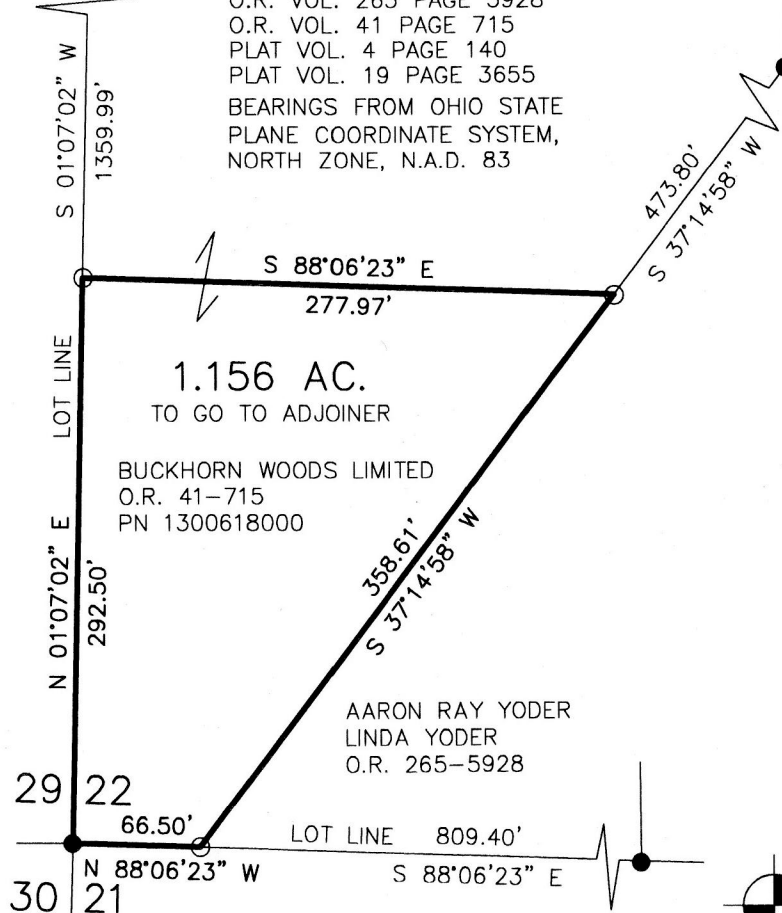 O.R. VOL. 265 PAGE 5928
O.R. VOL. 41 PAGE 715
PLAT VOL. 4 PAGE 140
PLAT VOL. 19 PAGE 3655
BEARINGS FROM OHIO STATE
PLANE COORDINATE SYSTEM,
NORTH ZONE, N.A.D. 83
S 01°07'02" W
1359.99'
473.80'
S 37°14'58" W
S 88°06'23" E
277.97'
LOT LINE
1.156 AC.
TO GO TO ADJOINER
BUCKHORN WOODS LIMITED
O.R. 41-715
PN 1300618000
N 01°07'02" E
292.50'
358.61'
S 37°14'58" W
AARON RAY YODER
LINDA YODER
O.R. 265-5928
29 22
66.50'
LOT LINE 809.40'
N 88°06'23" W
S 88°06'23" E
30 21